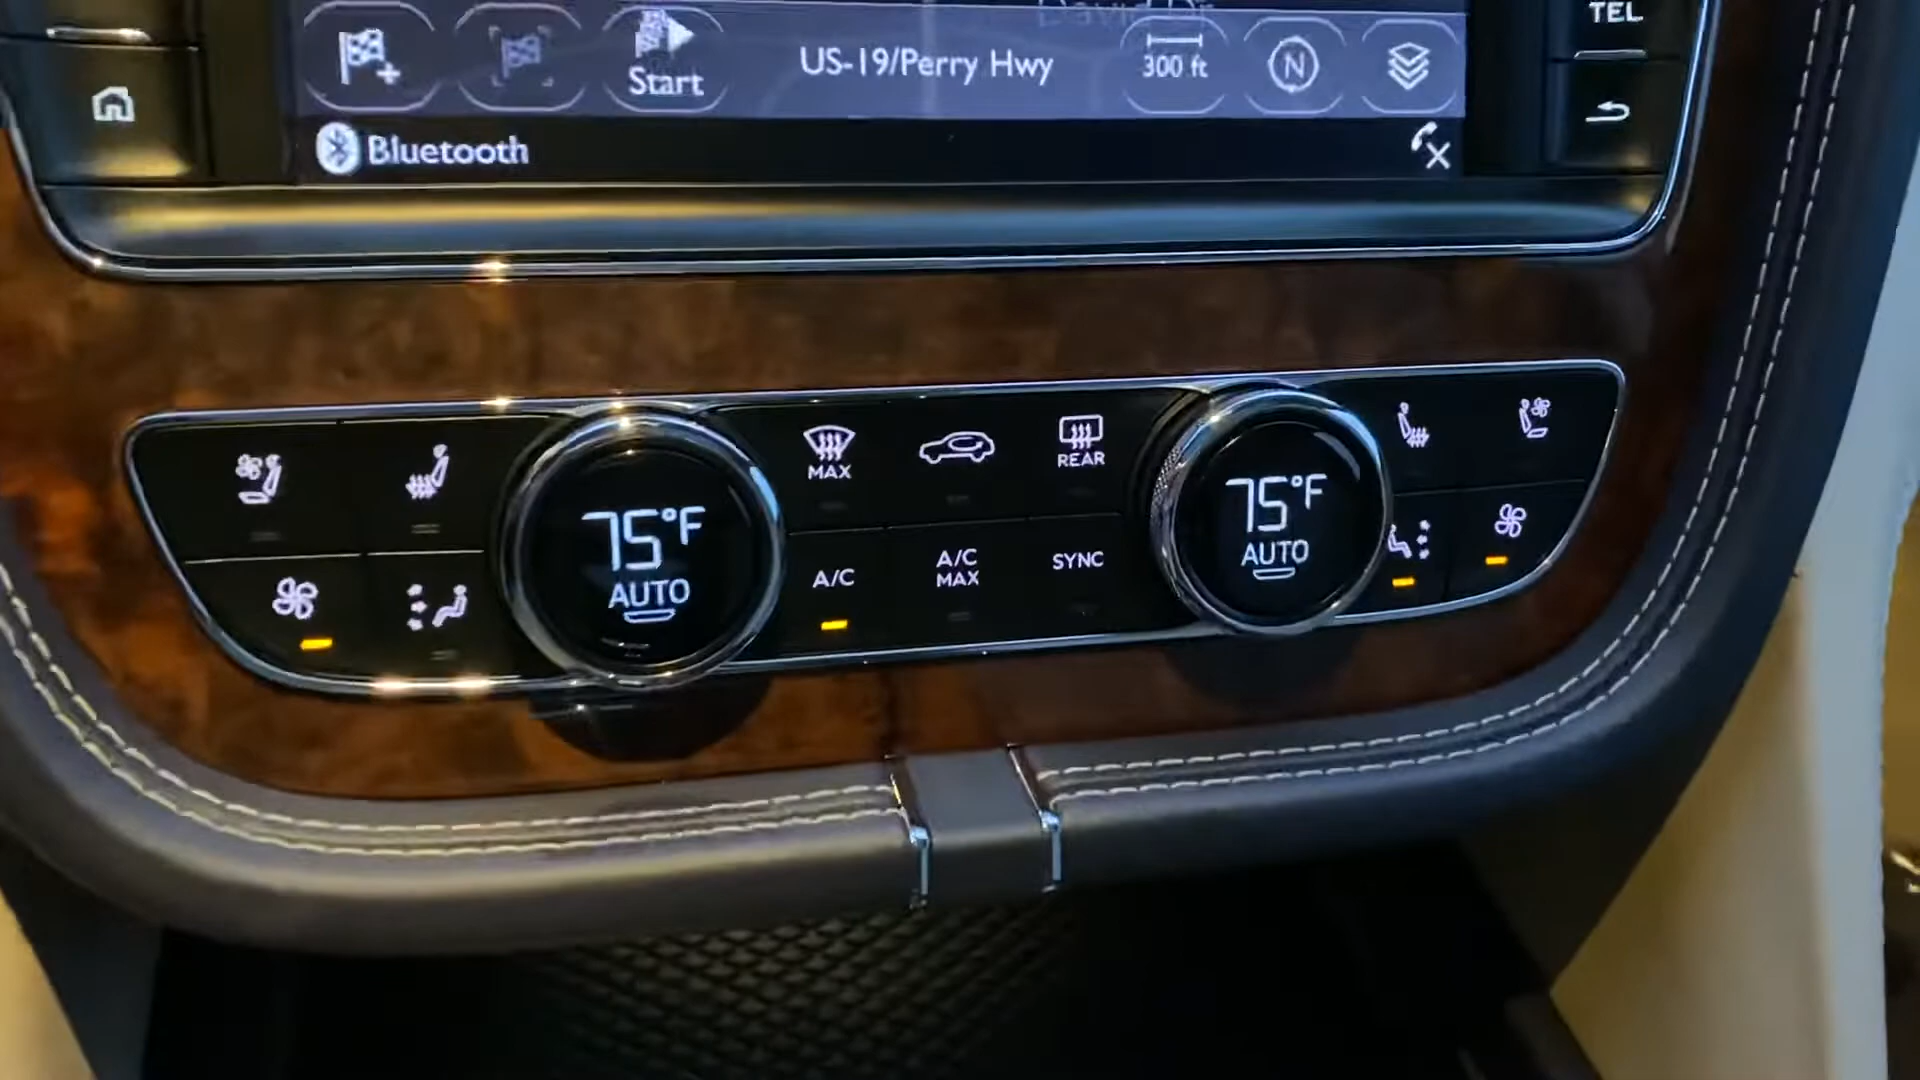 TEL
Start
US-19/Perry Hwy
300 ft
N
Bluetooth
MAX
REAR
75°F
AUTO
A/C
A/C
MAX
SYNC
75°F
AUTO